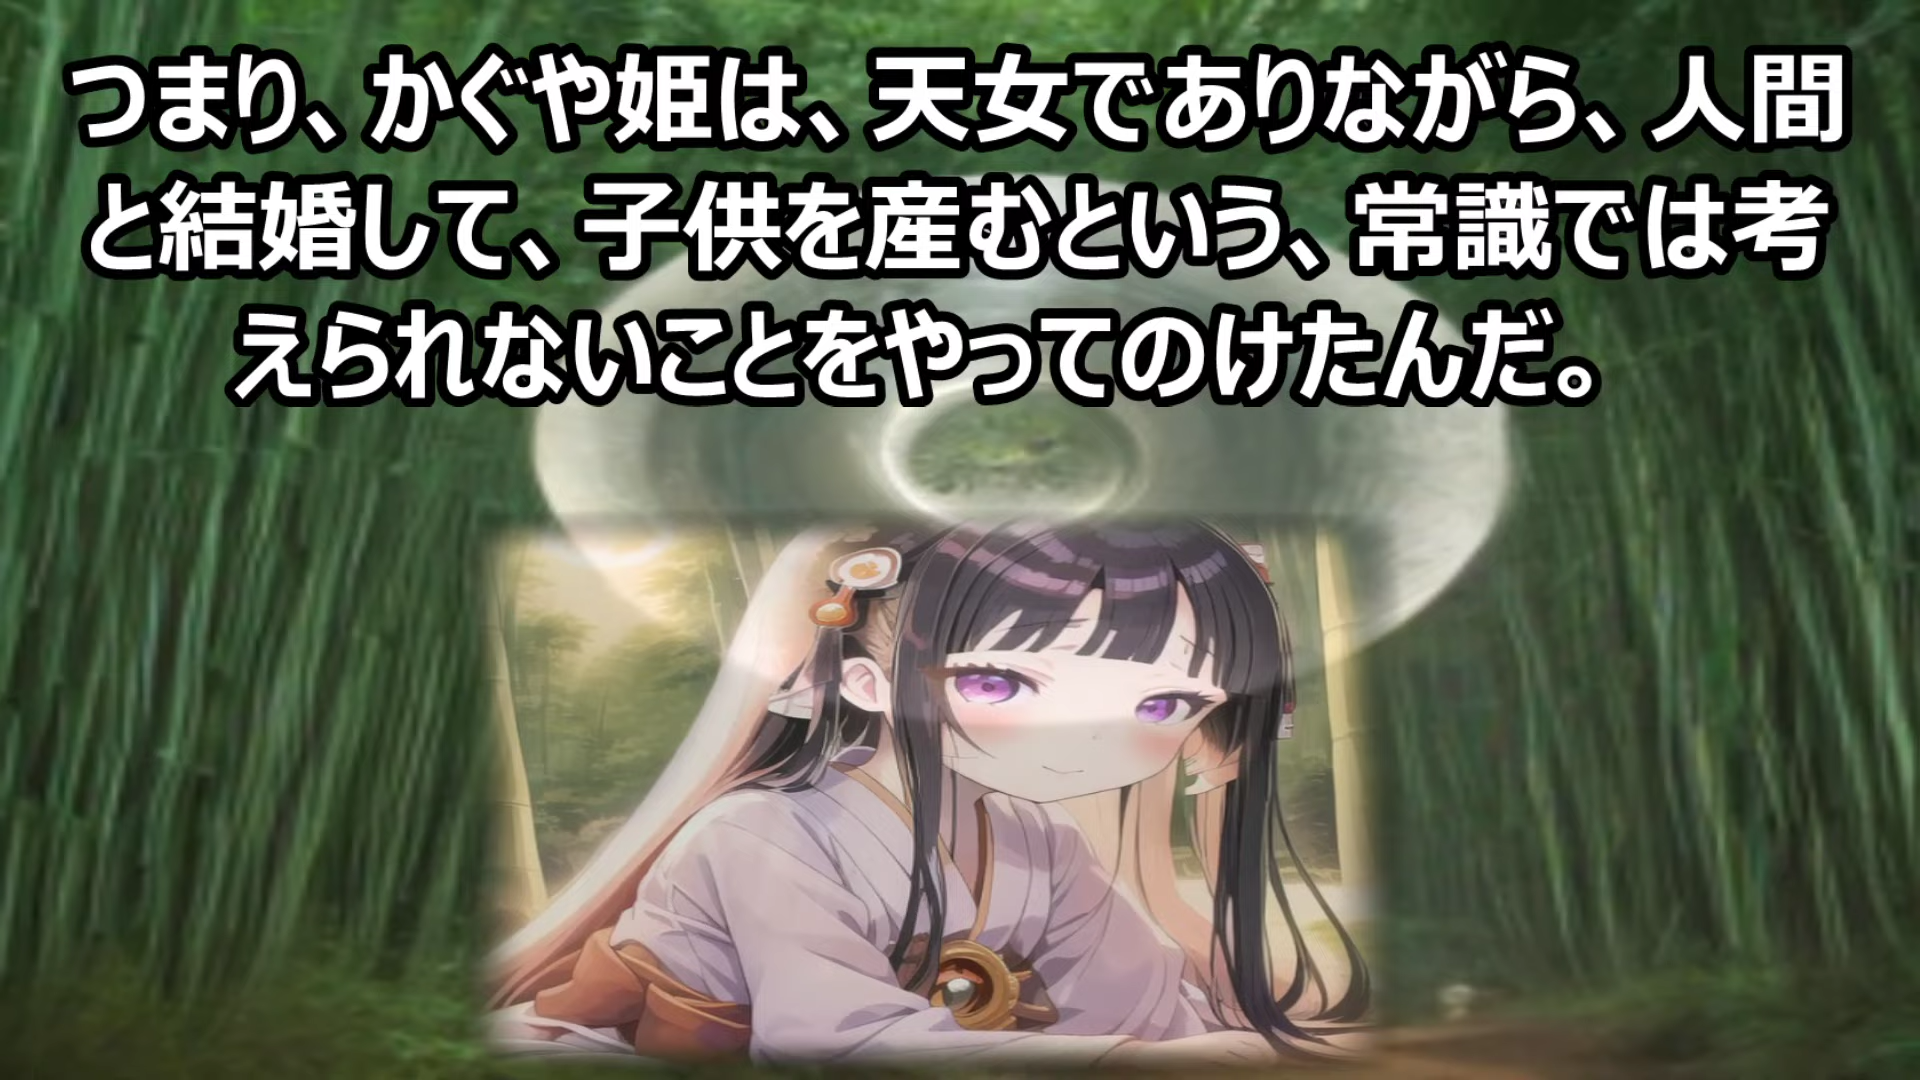 つまり、かぐや姫は、天女でありながら、人間
と結婚して、子供を産むという、常識では考
えられないことをやってのけたんだ。